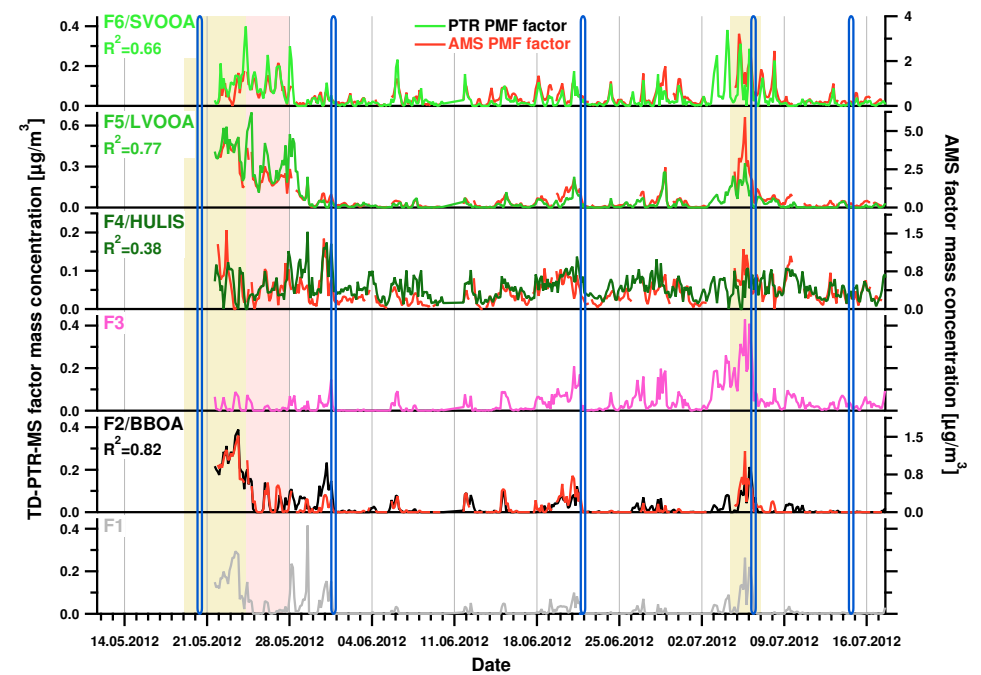 F6/SVOOA
R²=0.66
PTR PMF factor
AMS PMF factor
0.4
0.2
0.0
4
2
0
F5/LVOOA
R²=0.77
0.6
0.3
0.0
5.0
2.5
0.0
F4/HULIS
R²=0.38
0.2
0.1
0.0
1.5
0.8
0.0
F3
0.4
0.2
0.0
F2/BBOA
R²=0.82
0.4
0.2
0.0
1.5
0.8
0.0
F1
0.4
0.2
0.0
TD-PTR-MS factor mass concentration [µg/m³]
AMS factor mass concentration [µg/m³]
14.05.2012 21.05.2012 28.05.2012 04.06.2012 11.06.2012 18.06.2012 25.06.2012 02.07.2012 09.07.2012 16.07.2012
Date